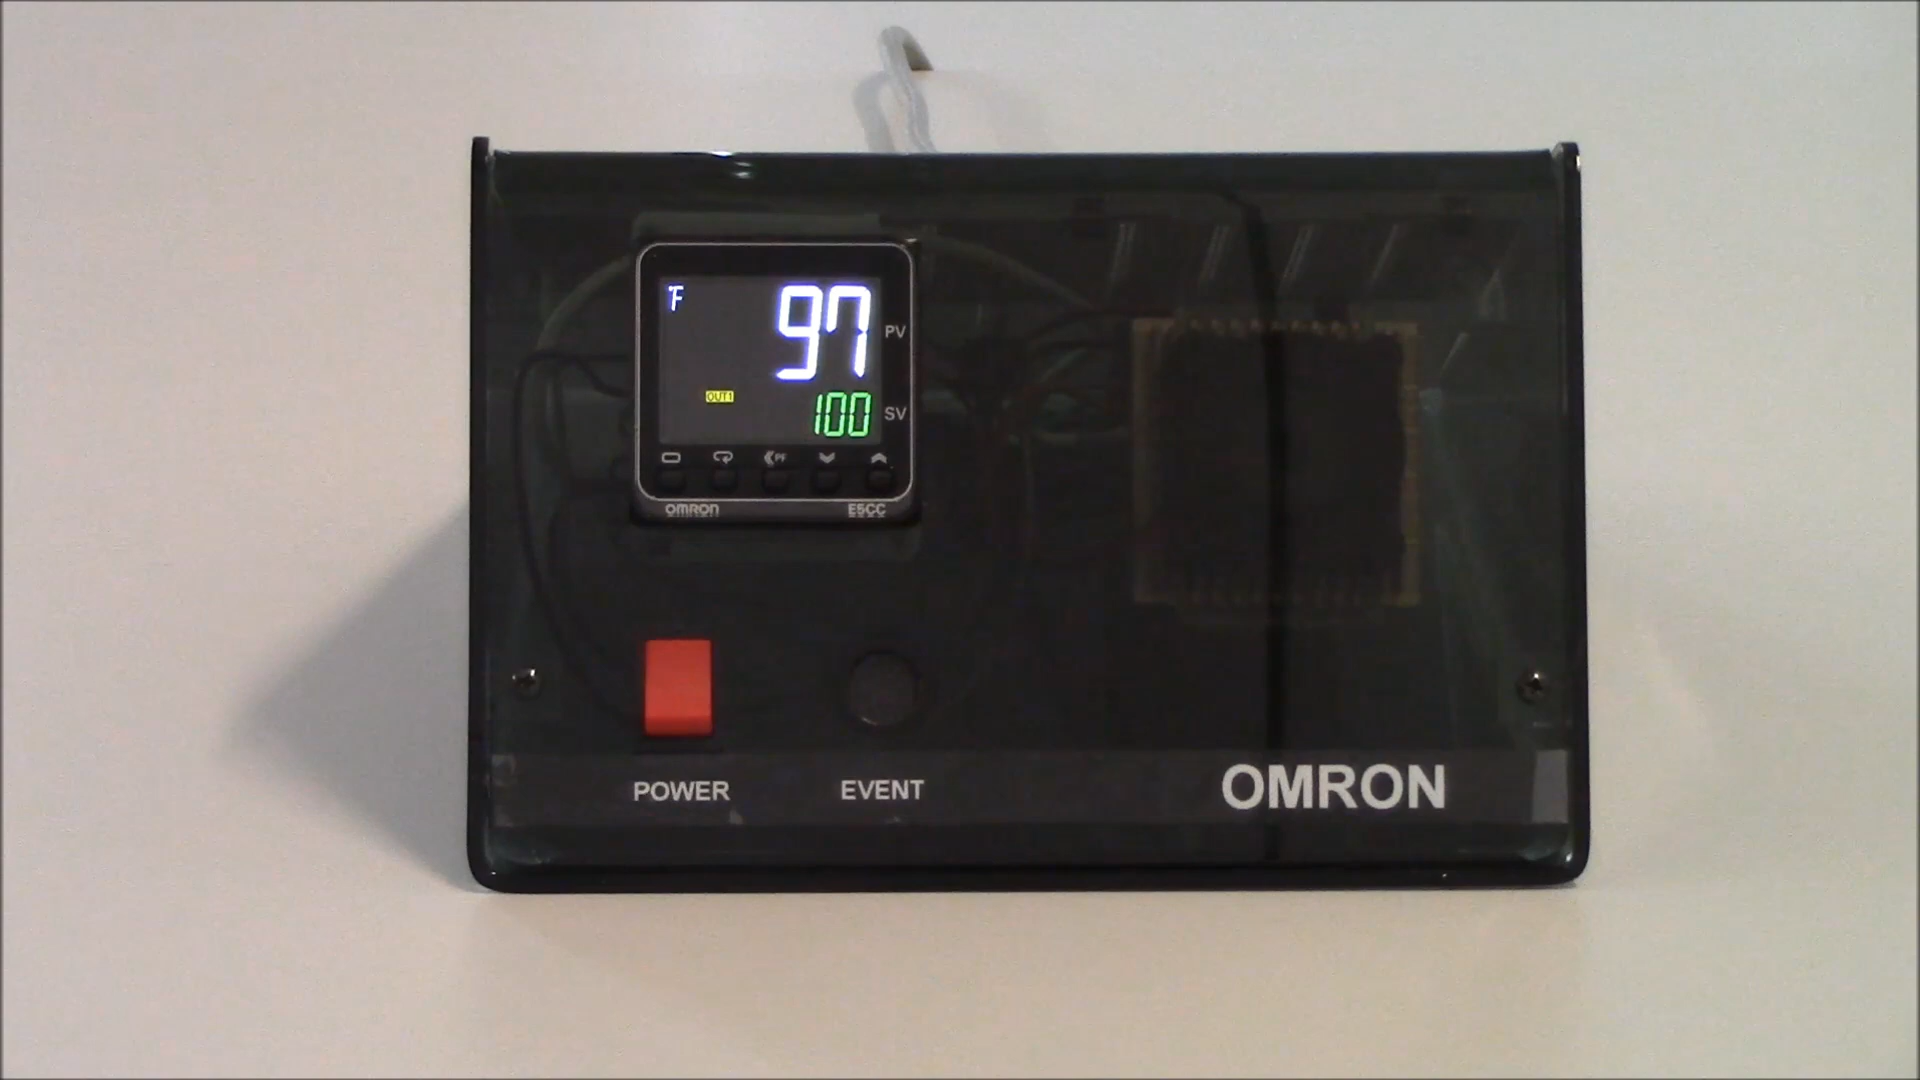 °F 97 PV
OUT1 100 SV
PF
OMRON E5CC
POWER EVENT OMRON